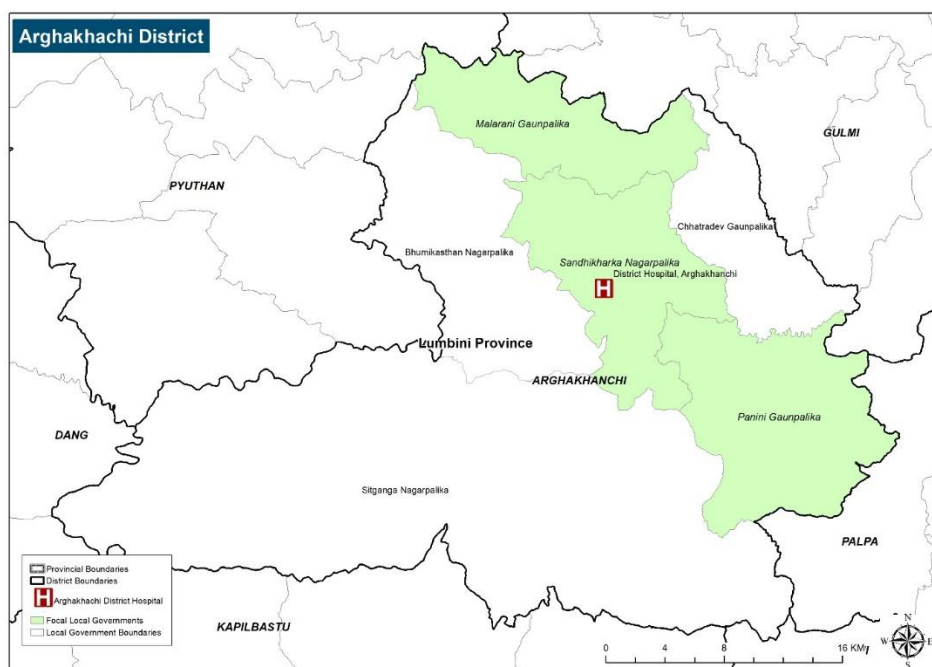 Arghakhachi District
Malarani Gaunpalika
GULMI
PYUTHAN
Chhatradev Gaunpalika
Bhumikasthan Nagarpalika
Sandhikharka Nagarpalika
District Hospital, Arghakhanchi
Lumbini Province
ARGHAKHANCHI
Panini Gaunpalika
DANG
Sitganga Nagarpalika
PALPA
KAPILBASTU
Provincial Boundaries
District Boundaries
H Arghakhachi District Hospital
Focal Local Governments
Local Government Boundaries
N
W E
S
0 4 8 16 KM